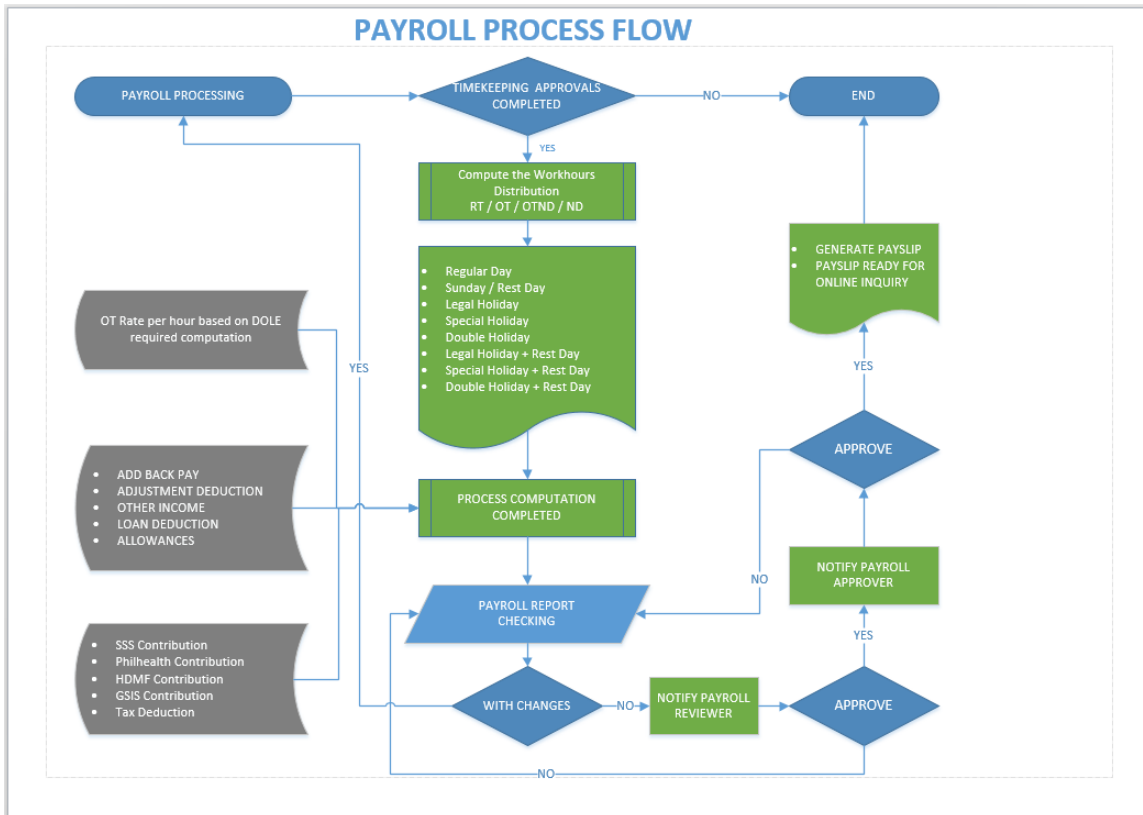 PAYROLL PROCESS FLOW
PAYROLL PROCESSING
TIMEKEEPING APPROVALS
COMPLETED
NO
END
YES
Compute the Workhours
Distribution
RT / OT / OTND / ND
• Regular Day
• Sunday / Rest Day
• Legal Holiday
• Special Holiday
• Double Holiday
• Legal Holiday + Rest Day
• Special Holiday + Rest Day
• Double Holiday + Rest Day
• GENERATE PAYSLIP
• PAYSLIP READY FOR
ONLINE INQUIRY
OT Rate per hour based on DOLE
required computation
YES
YES
APPROVE
• ADD BACK PAY
• ADJUSTMENT DEDUCTION
• OTHER INCOME
• LOAN DEDUCTION
• ALLOWANCES
PROCESS COMPUTATION
COMPLETED
NOTIFY PAYROLL
APPROVER
NO
PAYROLL REPORT
CHECKING
YES
• SSS Contribution
• Philhealth Contribution
• HDMF Contribution
• GSIS Contribution
• Tax Deduction
WITH CHANGES
NO
NOTIFY PAYROLL
REVIEWER
APPROVE
NO